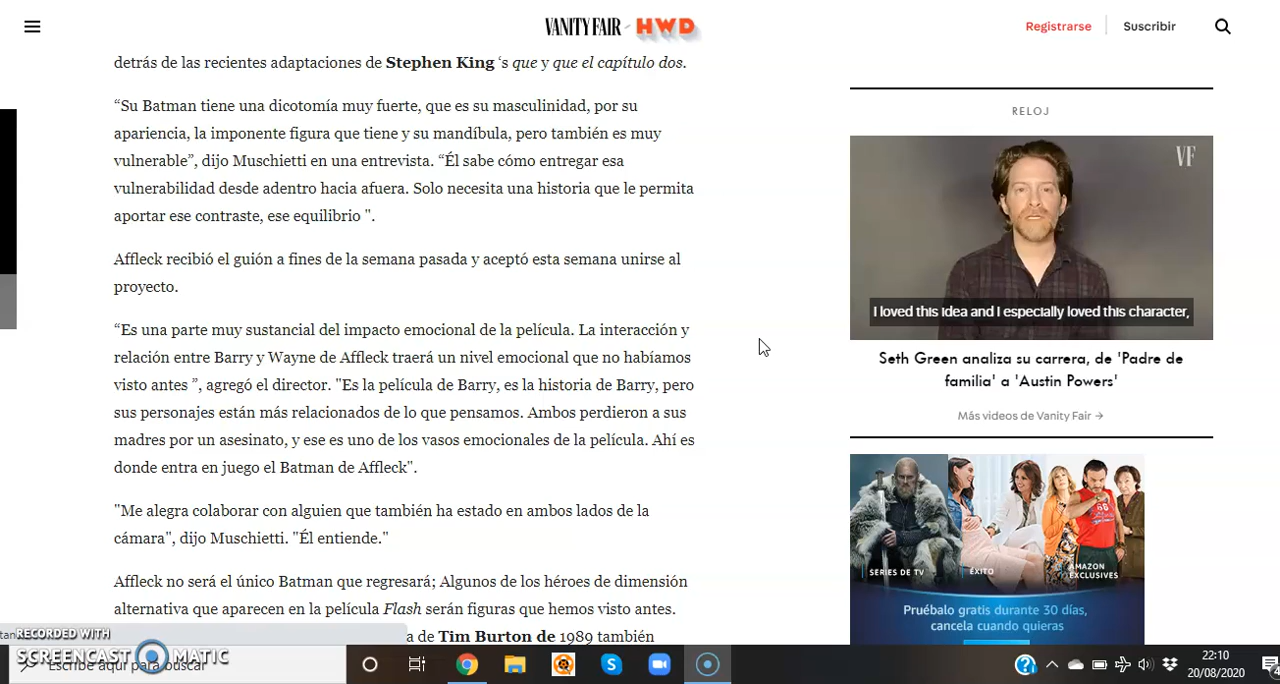 VANITY FAIR - HWD
Registrarse
Suscribir
detrás de las recientes adaptaciones de Stephen King 's que y que el capítulo dos.
“Su Batman tiene una dicotomía muy fuerte, que es su masculinidad, por su
apariencia, la imponente figura que tiene y su mandíbula, pero también es muy
vulnerable”, dijo Muschietti en una entrevista. “Él sabe cómo entregar esa
vulnerabilidad desde adentro hacia afuera. Solo necesita una historia que le permita
aportar ese contraste, ese equilibrio ".
Affleck recibió el guión a fines de la semana pasada y aceptó esta semana unirse al
proyecto.
“Es una parte muy sustancial del impacto emocional de la película. La interacción y
relación entre Barry y Wayne de Affleck traerá un nivel emocional que no habíamos
visto antes ”, agregó el director. "Es la película de Barry, es la historia de Barry, pero
sus personajes están más relacionados de lo que pensamos. Ambos perdieron a sus
madres por un asesinato, y ese es uno de los vasos emocionales de la película. Ahí es
donde entra en juego el Batman de Affleck".
"Me alegra colaborar con alguien que también ha estado en ambos lados de la
cámara", dijo Muschietti. "Él entiende."
Affleck no será el único Batman que regresará; Algunos de los héroes de dimensión
alternativa que aparecen en la película Flash serán figuras que hemos visto antes.
a de Tim Burton de 1989 también
RELOJ
VF
I loved this idea and I especially loved this character,
Seth Green analiza su carrera, de 'Padre de
familia' a 'Austin Powers'
Más videos de Vanity Fair →
SERIES DE TV
ÉXITO
AMAZON
EXCLUSIVES
Pruébalo gratis durante 30 días,
cancela cuando quieras
RECORDED WITH
SCREENCAST MATIC
Escribe aquí para buscar
22:10
20/08/2020